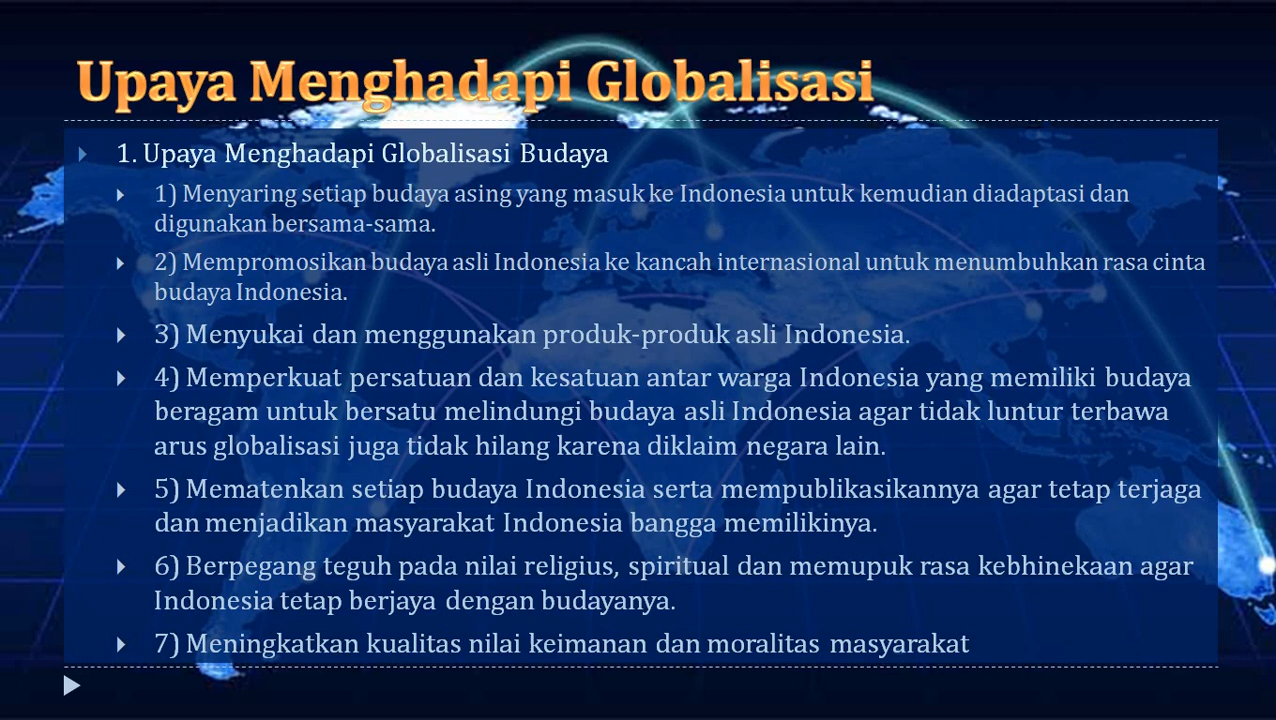 Upaya Menghadapi Globalisasi
1. Upaya Menghadapi Globalisasi Budaya
1) Menyaring setiap budaya asing yang masuk ke Indonesia untuk kemudian diadaptasi dan
digunakan bersama-sama.
2) Mempromosikan budaya asli Indonesia ke kancah internasional untuk menumbuhkan rasa cinta
budaya Indonesia.
3) Menyukai dan menggunakan produk-produk asli Indonesia.
4) Memperkuat persatuan dan kesatuan antar warga Indonesia yang memiliki budaya
beragam untuk bersatu melindungi budaya asli Indonesia agar tidak luntur terbawa
arus globalisasi juga tidak hilang karena diklaim negara lain.
5) Mematenkan setiap budaya Indonesia serta mempublikasikannya agar tetap terjaga
dan menjadikan masyarakat Indonesia bangga memilikinya.
6) Berpegang teguh pada nilai religius, spiritual dan memupuk rasa kebhinekaan agar
Indonesia tetap berjaya dengan budayanya.
7) Meningkatkan kualitas nilai keimanan dan moralitas masyarakat